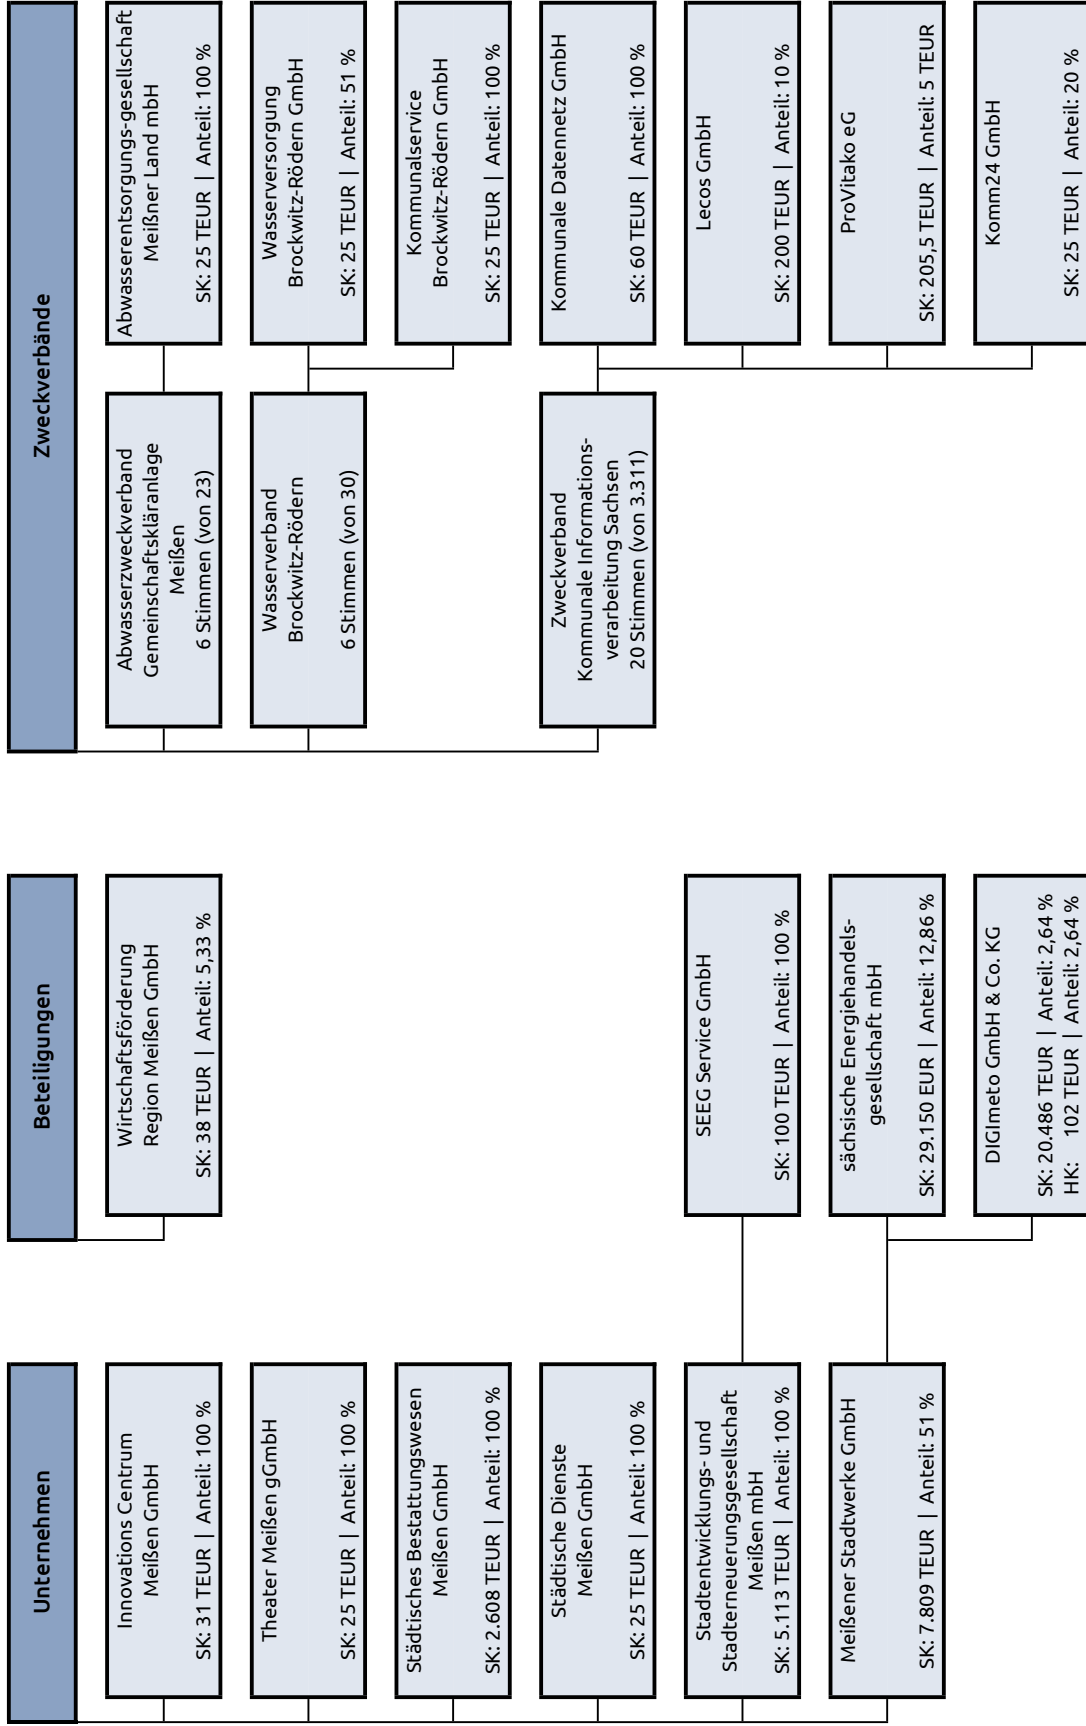 Unternehmen
Innovations Centrum
Meißen GmbH
SK: 31 TEUR | Anteil: 100 %
Theater Meißen gGmbH
SK: 25 TEUR | Anteil: 100 %
Städtisches Bestattungswesen
Meißen GmbH
SK: 2.608 TEUR | Anteil: 100 %
Städtische Dienste
Meißen GmbH
SK: 25 TEUR | Anteil: 100 %
Stadtentwicklungs- und
Stadterneuerungsgesellschaft
Meißen mbH
SK: 5.113 TEUR | Anteil: 100 %
Meißener Stadtwerke GmbH
SK: 7.809 TEUR | Anteil: 51 %
Beteiligungen
Wirtschaftsförderung
Region Meißen GmbH
SK: 38 TEUR | Anteil: 5,33 %
SEEG Service GmbH
SK: 100 TEUR | Anteil: 100 %
sächsische Energiehandels-
gesellschaft mbH
SK: 29.150 EUR | Anteil: 12,86 %
DIGImeto GmbH & Co. KG
SK: 20.486 TEUR | Anteil: 2,64 %
HK: 102 TEUR | Anteil: 2,64 %
Zweckverbände
Abwasserzweckverband
Gemeinschaftskläranlage
Meißen
6 Stimmen (von 23)
Wasserverband
Brockwitz-Rödern
6 Stimmen (von 30)
Zweckverband
Kommunale Informations-
verarbeitung Sachsen
20 Stimmen (von 3.311)
Abwasserentsorgungs-gesellschaft
Meißner Land mbH
SK: 25 TEUR | Anteil: 100 %
Wasserversorgung
Brockwitz-Rödern GmbH
SK: 25 TEUR | Anteil: 51 %
Kommunalservice
Brockwitz-Rödern GmbH
SK: 25 TEUR | Anteil: 100 %
Kommunale Datennetz GmbH
SK: 60 TEUR | Anteil: 100 %
Lecos GmbH
SK: 200 TEUR | Anteil: 10 %
ProVitako eG
SK: 205,5 TEUR | Anteil: 5 TEUR
Komm24 GmbH
SK: 25 TEUR | Anteil: 20 %